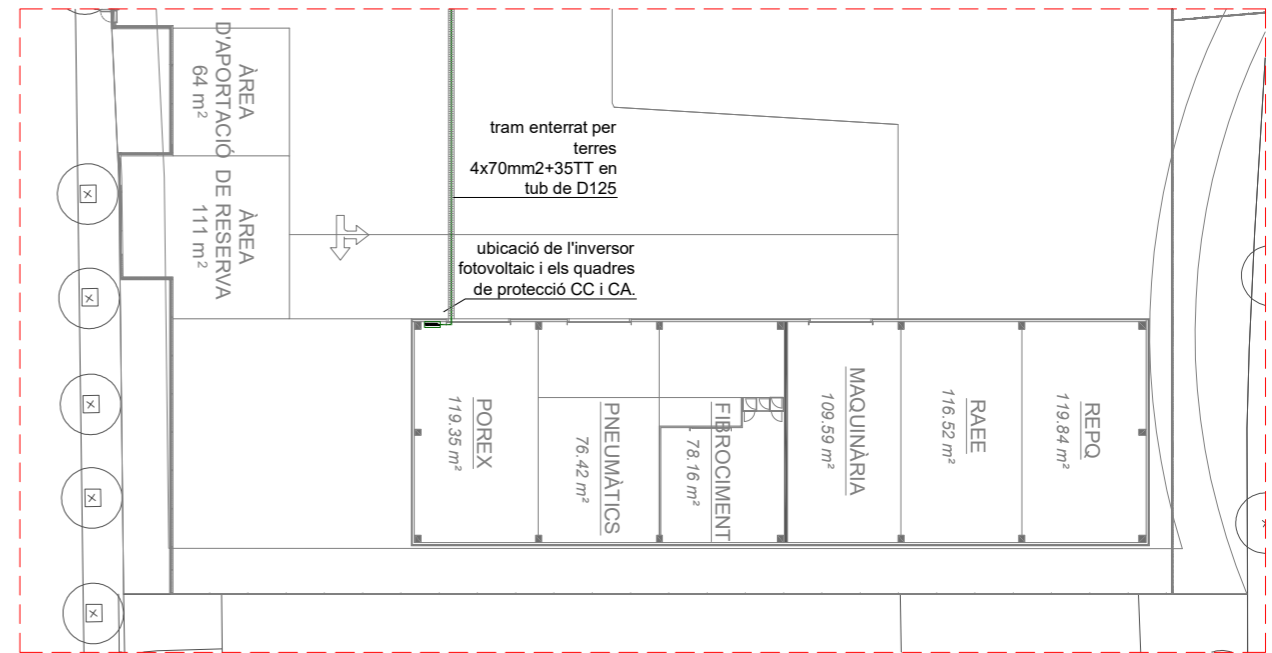 ÀREA
D'APORTACIÓ
64 m²
ÀREA
DE RESERVA
111 m²
tram enterrat per
terres
4x70mm2+35TT en
tub de D125
ubicació de l'inversor
fotovoltaic i els quadres
de protecció CC i CA.
POREX
119.35 m²
PNEUMÀTICS
76.42 m²
FIBROCIMENT
78.16 m²
MAQUINÀRIA
109.59 m²
RAEE
116.52 m²
REPQ
119.84 m²